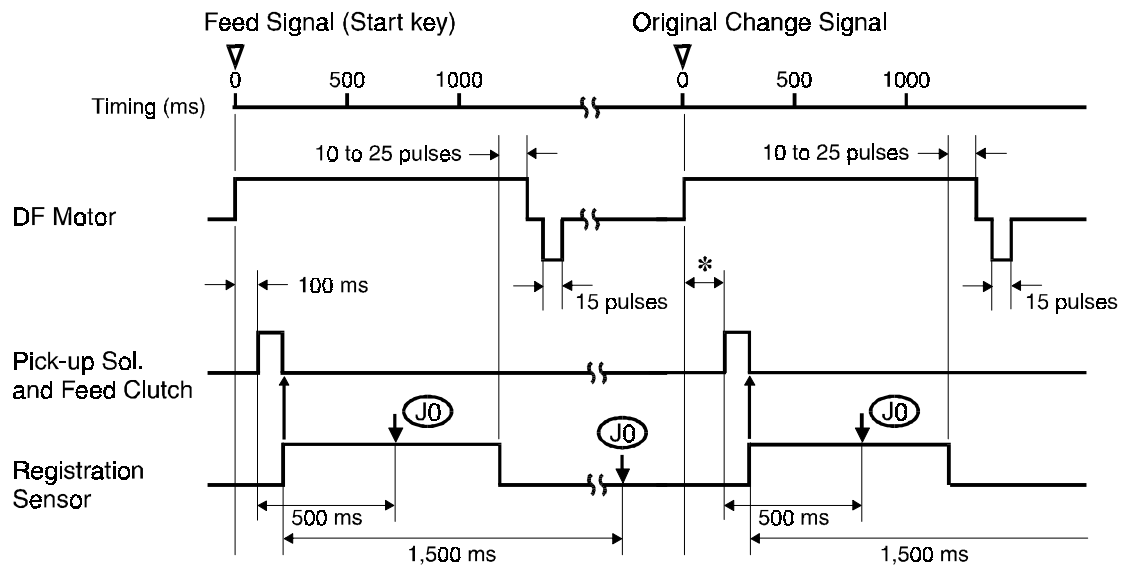 Feed Signal (Start key)
Original Change Signal
0 500 1000 0 500 1000
Timing (ms)
10 to 25 pulses
10 to 25 pulses
DF Motor
*
100 ms
15 pulses
15 pulses
Pick-up Sol.
and Feed Clutch
J0
J0
J0
Registration
Sensor
500 ms
500 ms
1,500 ms
1,500 ms